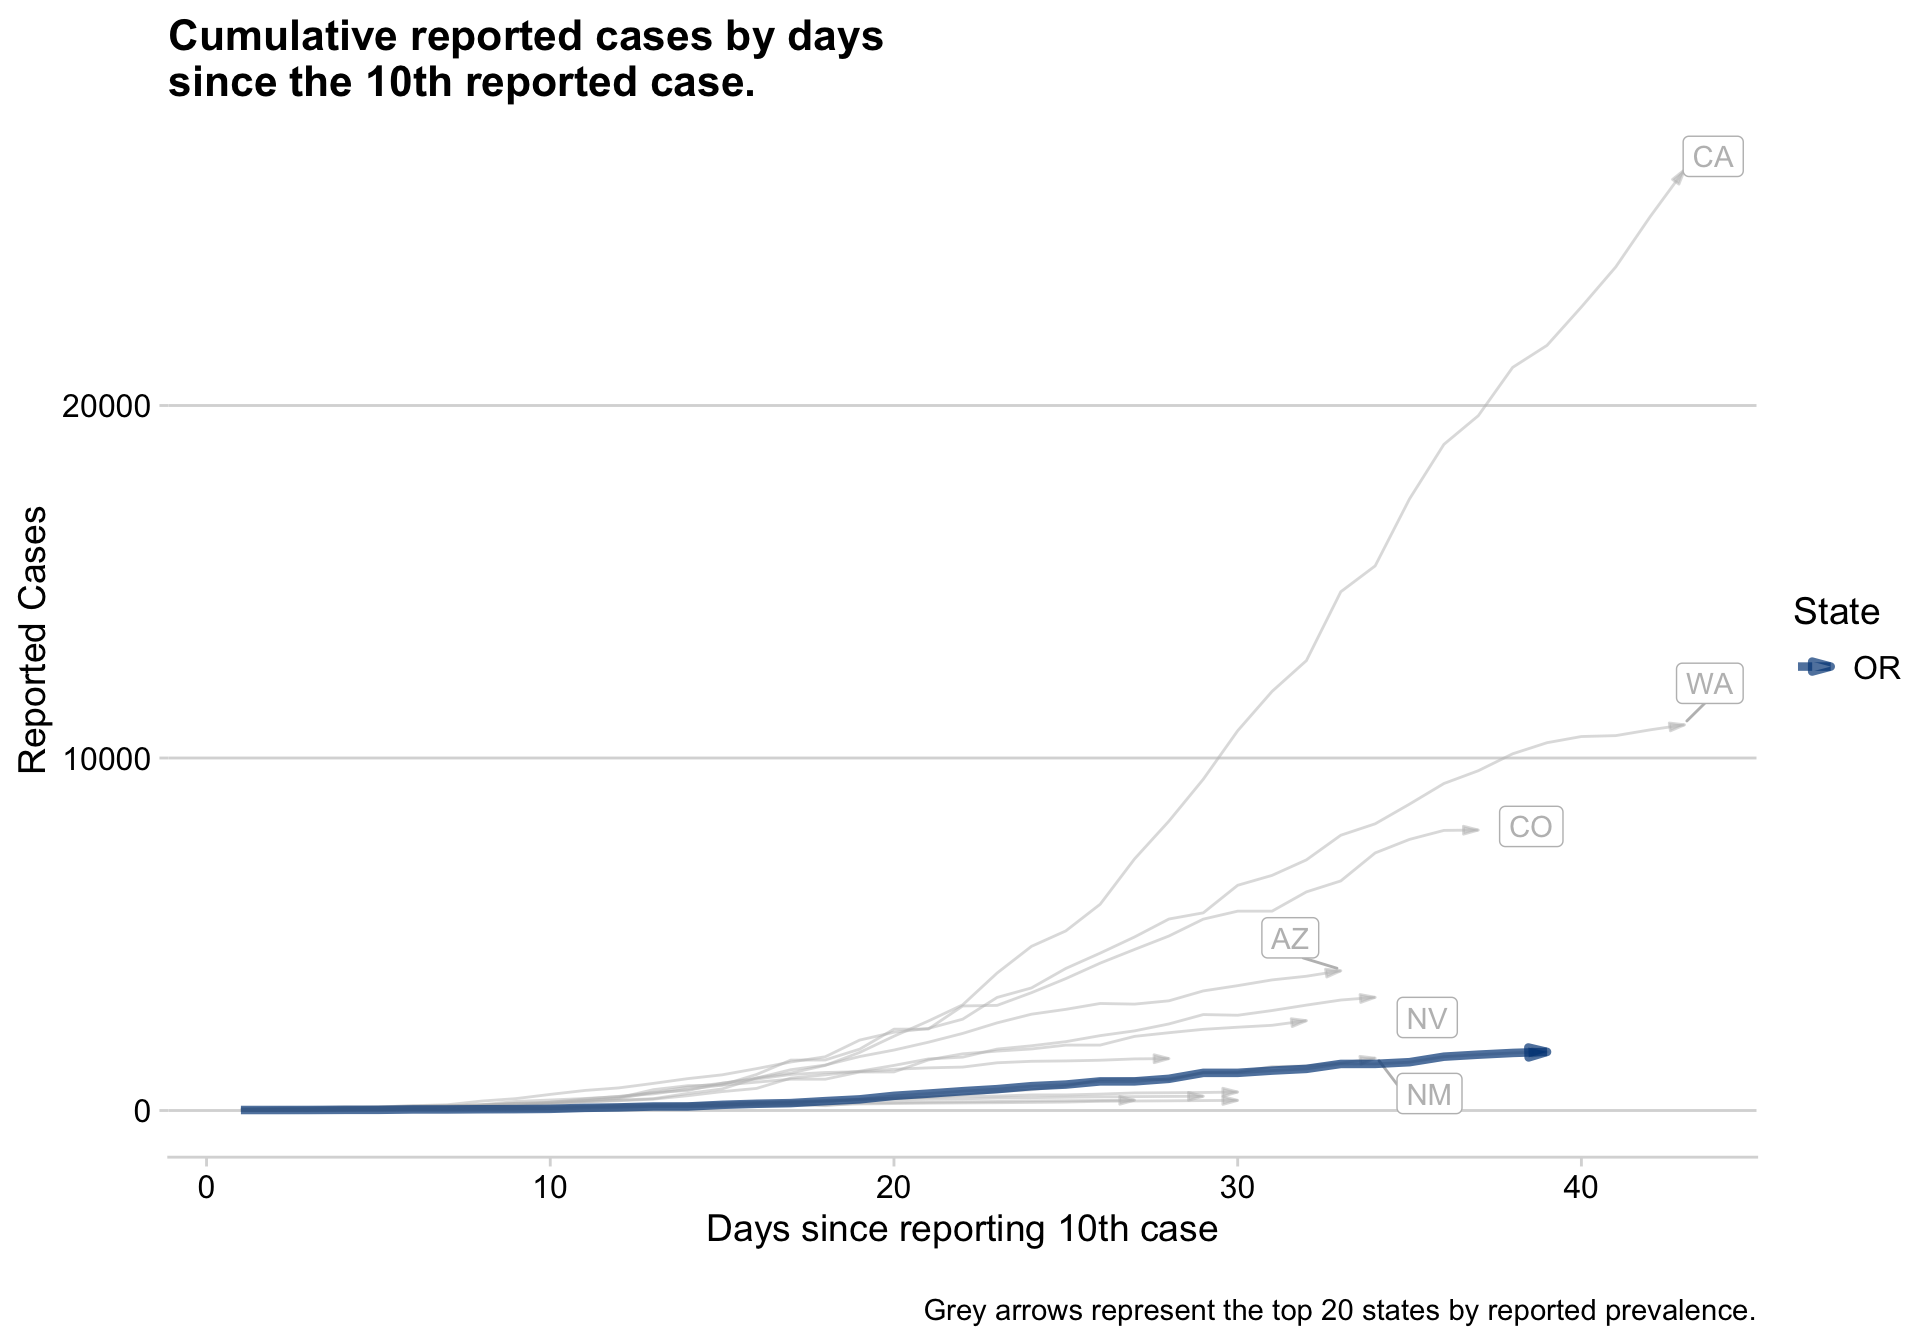 Cumulative reported cases by days
since the 10th reported case.
CA
20000
Reported Cases
State
OR
WA
10000
CO
AZ
NV
NM
0
0 10 20 30 40
Days since reporting 10th case
Grey arrows represent the top 20 states by reported prevalence.